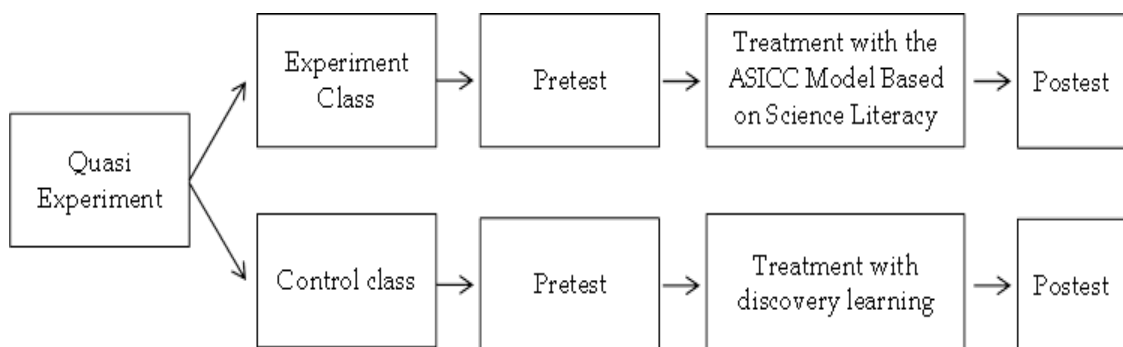 Quasi
Experiment
Experiment
Class
Pretest
Treatment with the
ASICC Model Based
on Science Literacy
Postest
Control class
Pretest
Treatment with
discovery learning
Postest